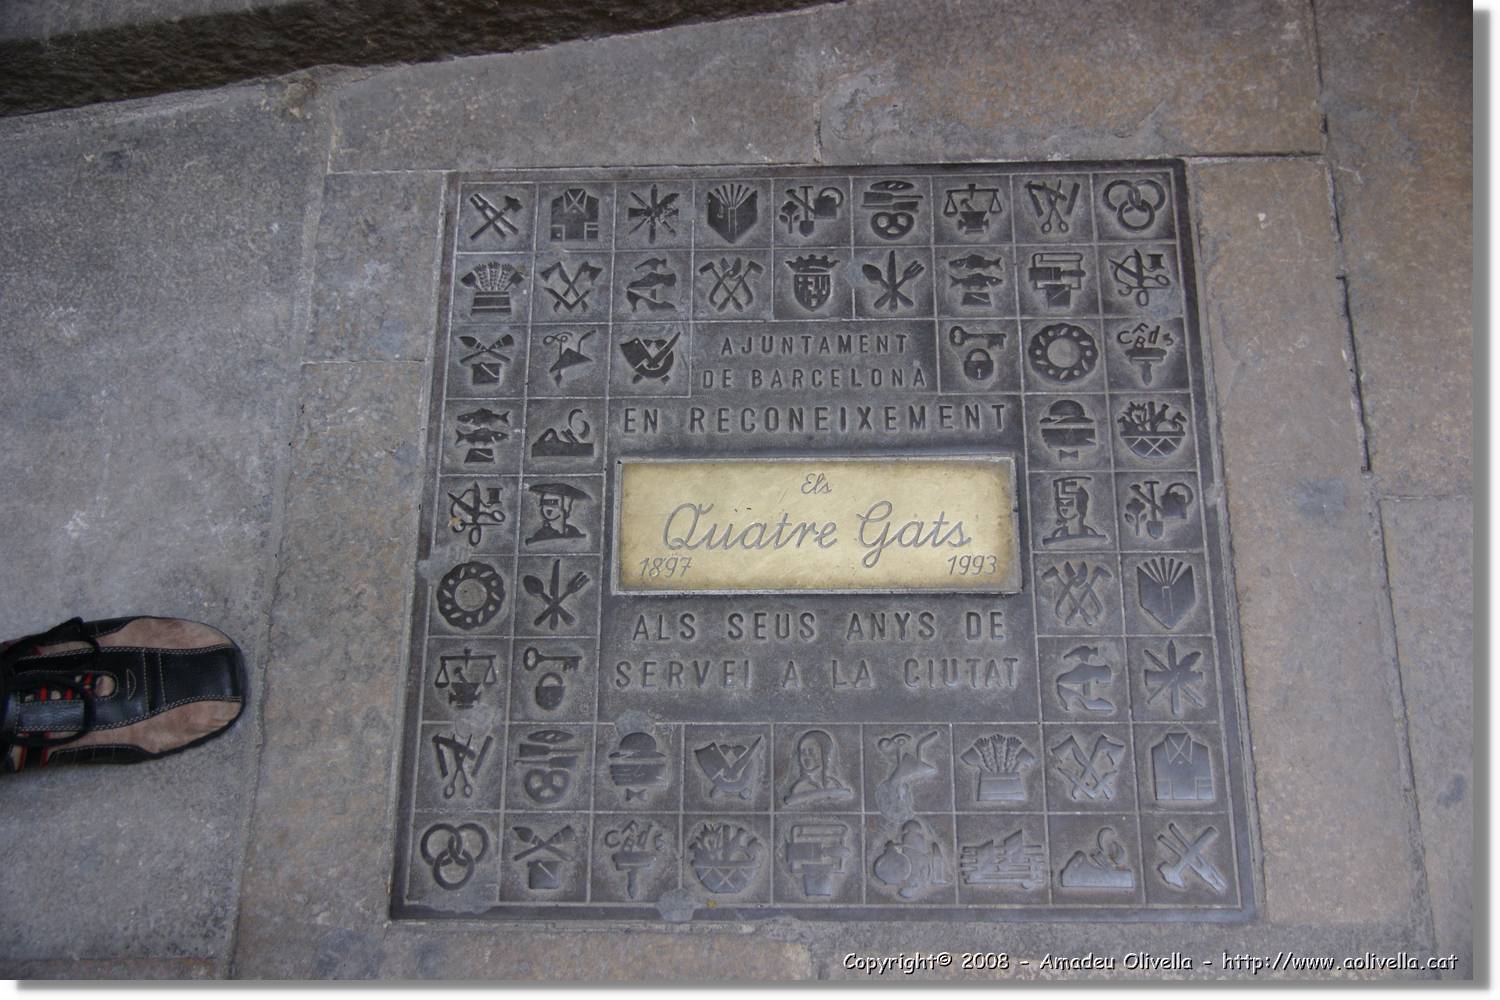 AJUNTAMENT
DE BARCELONA
EN RECONEIXEMENT
Els
Quatre Gats
1897 1993
ALS SEUS ANYS DE
SERVEI A LA CIUTAT
Copyright© 2008 - Amadeu Olivella - http://www.aolivella.cat